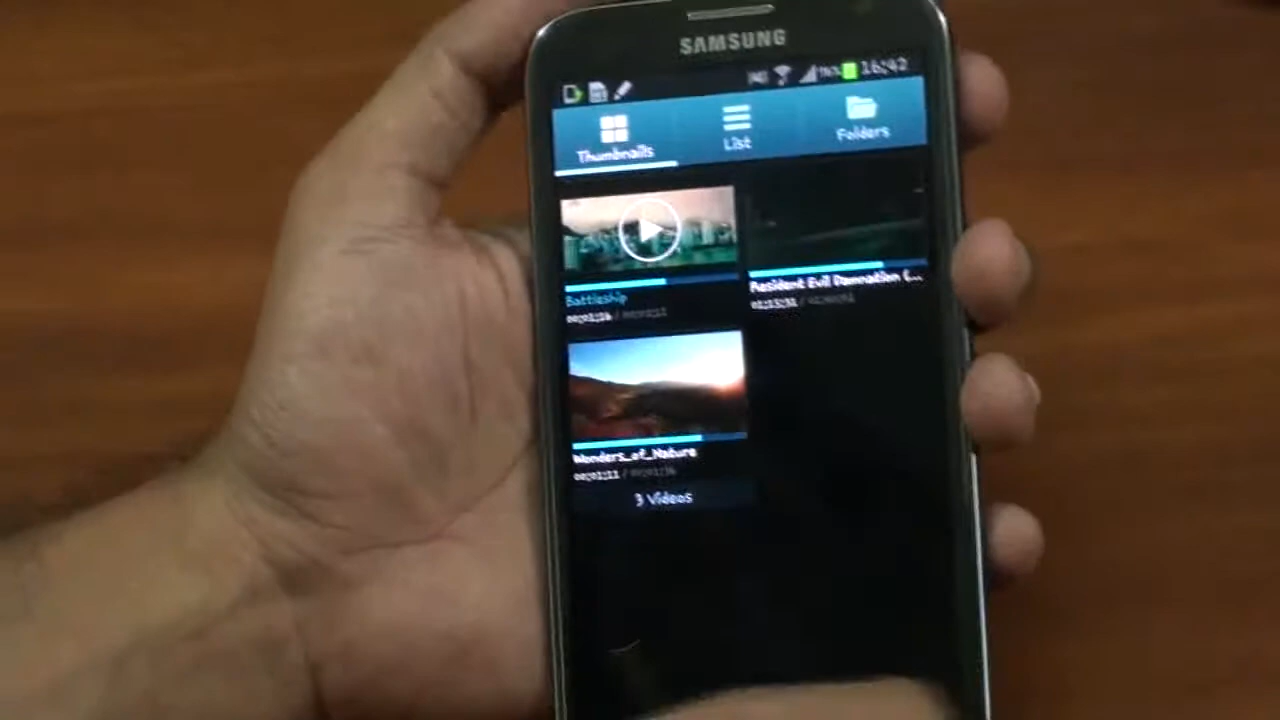 SAMSUNG
16:42
Thumbnails
List
Folders
Battleship
Resident Evil Damnation (...
Wonders_of_Nature
3 Videos